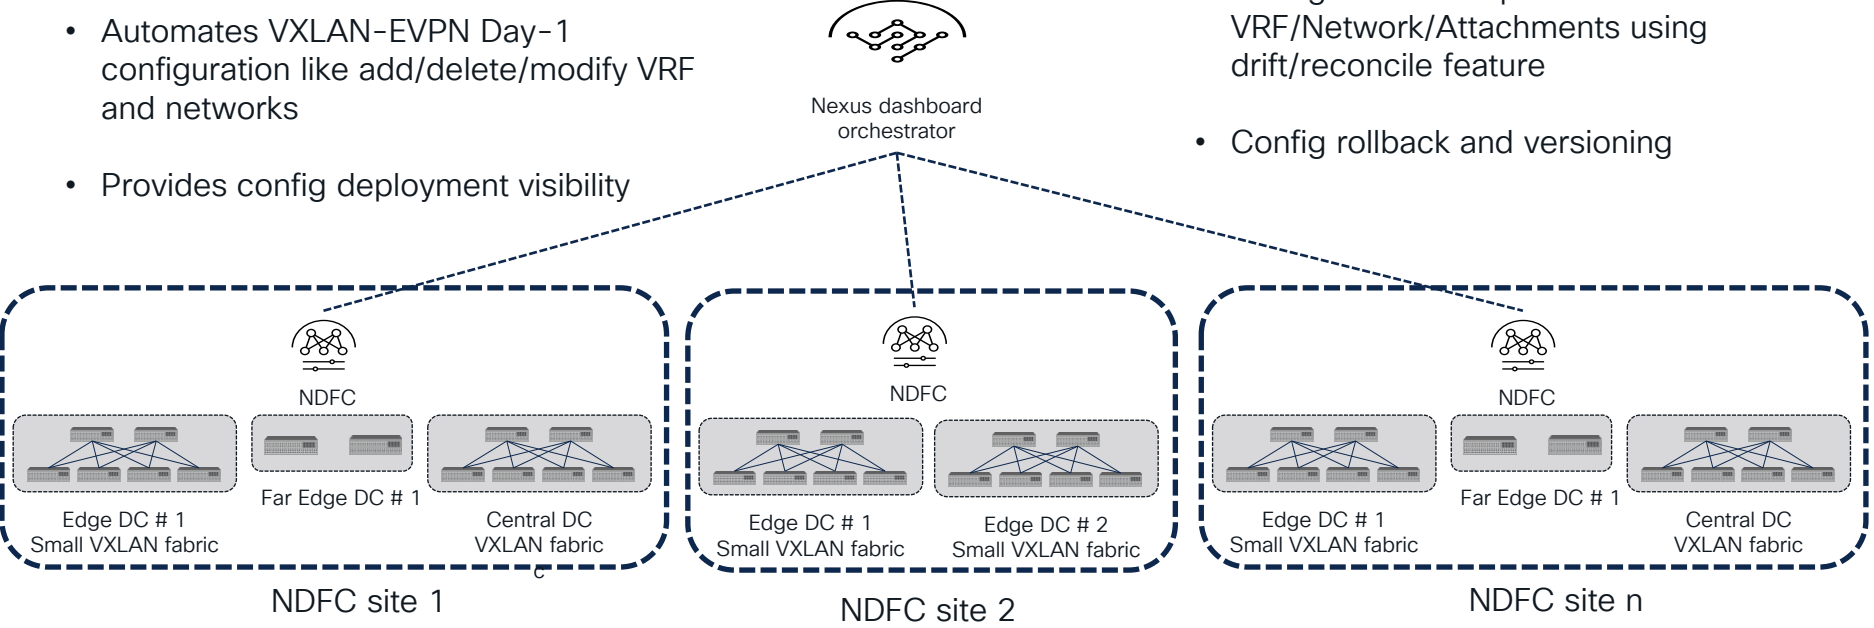 • Automates VXLAN-EVPN Day-1
configuration like add/delete/modify VRF
and networks
• Provides config deployment visibility
Nexus dashboard
orchestrator
VRF/Network/Attachments using
drift/reconcile feature
• Config rollback and versioning
NDFC
Edge DC # 1
Small VXLAN fabric
Far Edge DC # 1
Central DC
VXLAN fabric
c
NDFC site 1
NDFC
Edge DC # 1
Small VXLAN fabric
Edge DC # 2
Small VXLAN fabric
NDFC site 2
NDFC
Edge DC # 1
Small VXLAN fabric
Far Edge DC # 1
Central DC
VXLAN fabric
NDFC site n